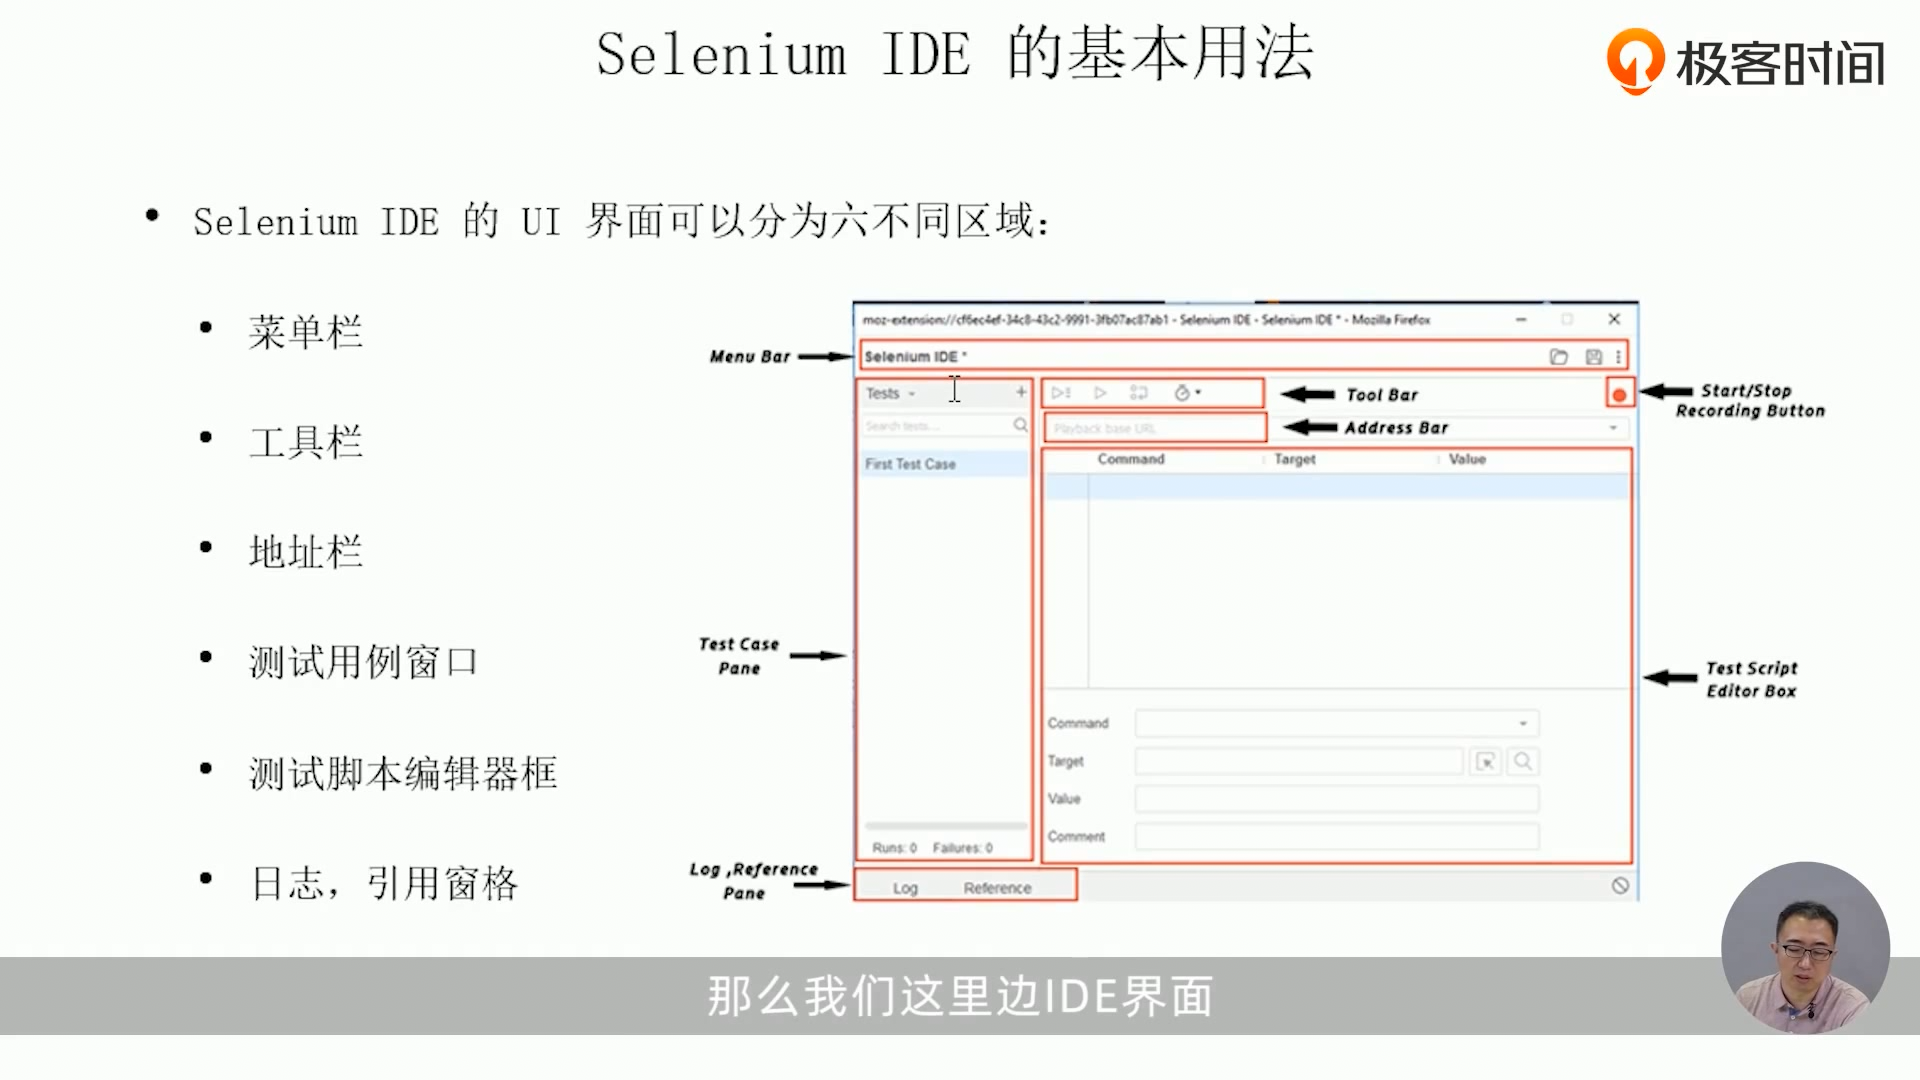 Selenium IDE 的基本用法
极客时间
Selenium IDE 的 UI 界面可以分为六不同区域:
菜单栏
工具栏
地址栏
测试用例窗口
测试脚本编辑器框
日志, 引用窗格
moz-extension://cf6ec4ef-34c8-43c2-9991-3fb07ac87ab1 - Selenium IDE - Selenium IDE * - Mozilla Firefox
Menu Bar
Selenium IDE *
Tests
Tool Bar
Start/Stop
Recording Button
Search tests...
Playback base URL
Address Bar
First Test Case
Command
Target
Value
Test Case
Pane
Test Script
Editor Box
Command
Target
Value
Comment
Runs: 0
Failures: 0
Log ,Reference
Pane
Log
Reference
那么我们这里边IDE界面